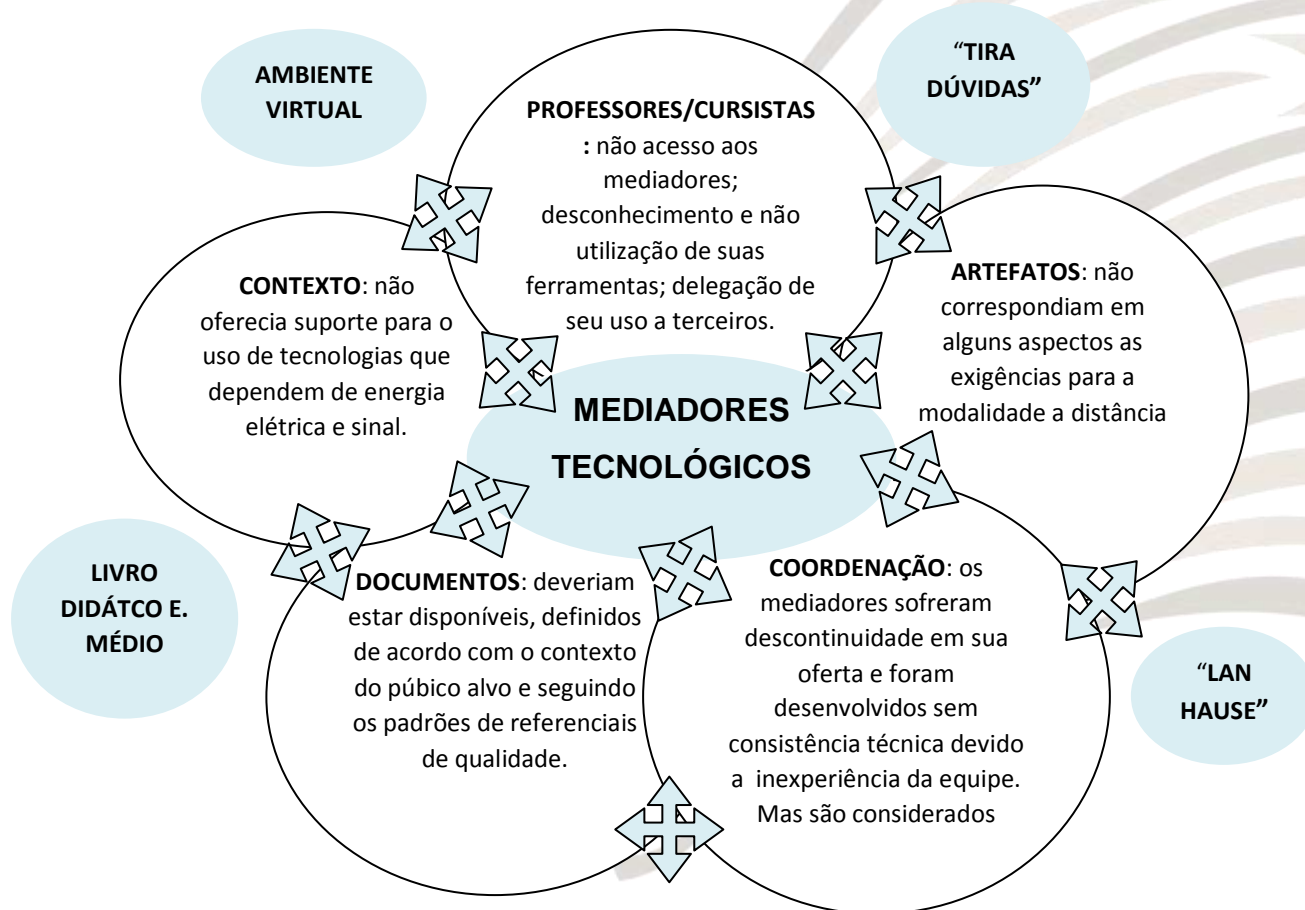 AMBIENTE
VIRTUAL
“TIRA
DÚVIDAS”
PROFESSORES/CURSISTAS
: não acesso aos
mediadores;
desconhecimento e não
utilização de suas
ferramentas; delegação de
seu uso a terceiros.
CONTEXTO: não
oferecia suporte para o
uso de tecnologias que
dependem de energia
elétrica e sinal.
ARTEFATOS: não
correspondiam em
alguns aspectos as
exigências para a
modalidade a distância
MEDIADORES
TECNOLÓGICOS
LIVRO
DIDÁTCO E.
MÉDIO
DOCUMENTOS: deveriam
estar disponíveis, definidos
de acordo com o contexto
do púbico alvo e seguindo
os padrões de referenciais
de qualidade.
COORDENAÇÃO: os
mediadores sofreram
descontinuidade em sua
oferta e foram
desenvolvidos sem
consistência técnica devido
a inexperiência da equipe.
Mas são considerados
“LAN
HAUSE”